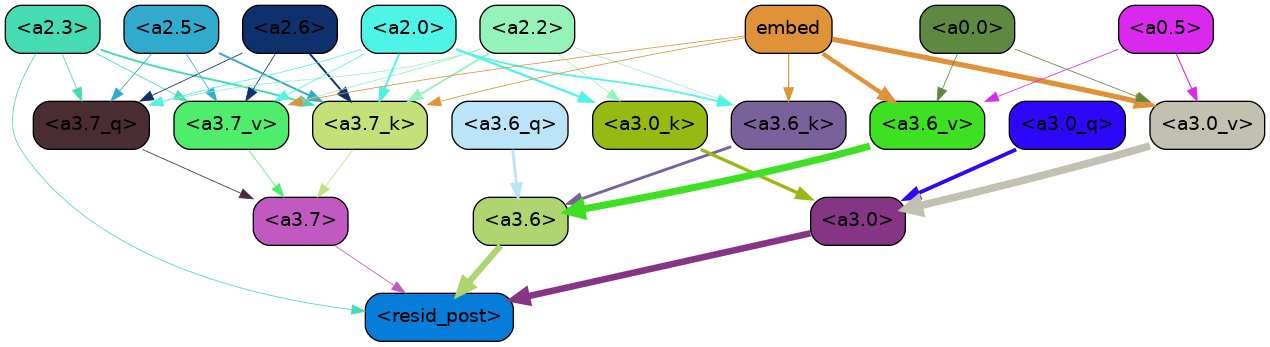 <a2.3> <a2.5> <a2.6> <a2.0> <a2.2> embed <a0.0> <a0.5>
<a3.7_q> <a3.7_v> <a3.7_k> <a3.6_q> <a3.0_k> <a3.6_k> <a3.6_v> <a3.0_q> <a3.0_v>
<a3.7> <a3.6> <a3.0>
<resid_post>